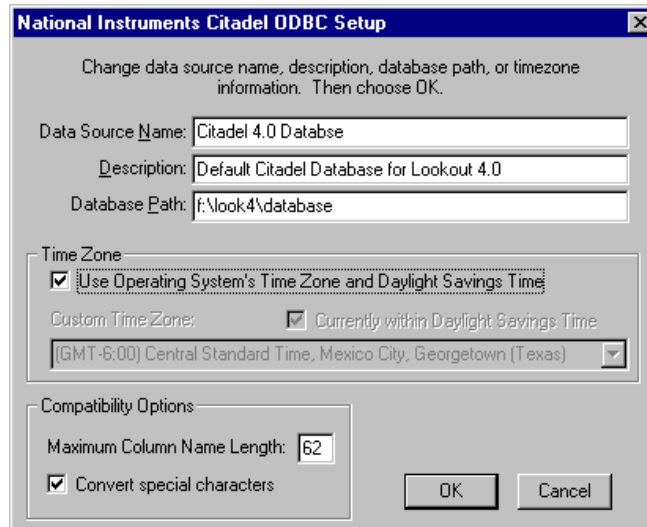 National Instruments Citadel ODBC Setup
Change data source name, description, database path, or timezone
information. Then choose OK.
Data Source Name: Citadel 4.0 Databse
Description: Default Citadel Database for Lookout 4.0
Database Path: f:\look4\database
Time Zone
Use Operating System's Time Zone and Daylight Savings Time
Custom Time Zone: Currently within Daylight Savings Time
(GMT-6:00) Central Standard Time, Mexico City, Georgetown (Texas)
Compatibility Options
Maximum Column Name Length: 62
Convert special characters
OK Cancel